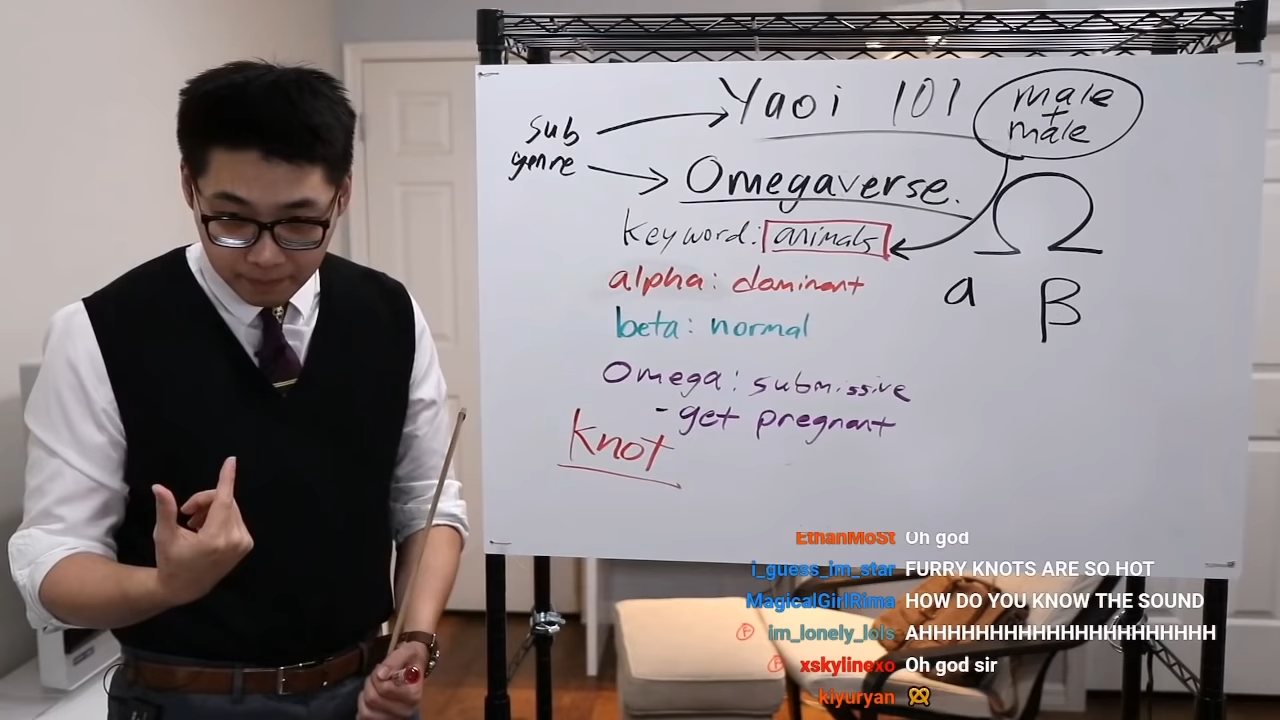 Yaoi 101
male
+
male
sub
genre
Omegaverse.
Ω
keyword: animals
alpha: dominant
a β
beta: normal
Omega: submissive
- get pregnant
Knot
EthanMoSt Oh god
i_guess_im_star FURRY KNOTS ARE SO HOT
MagicalGirlRima HOW DO YOU KNOW THE SOUND
im_lonely_lols AHHHHHHHHHHHHHHHHHHHHHHH
xskylinexo Oh god sir
kiyuryan 🥨